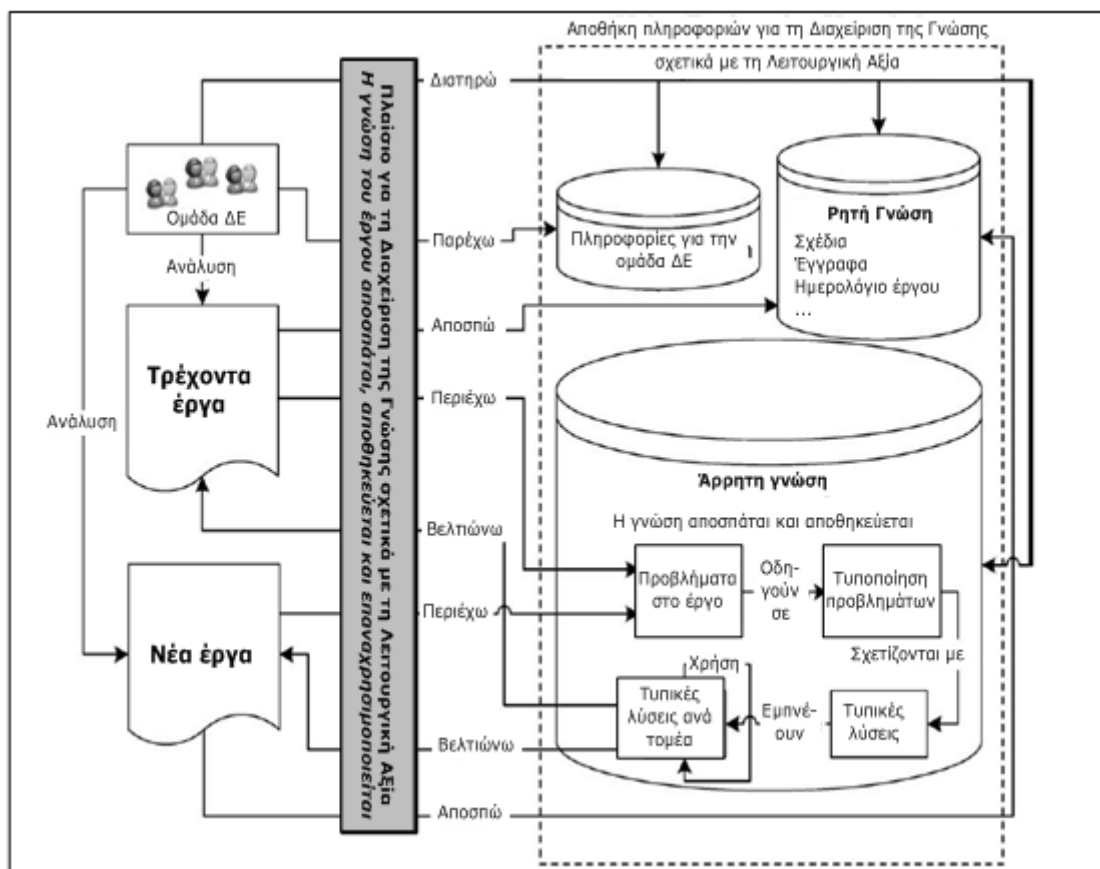 Αποθήκη πληροφοριών για τη Διαχείριση της Γνώσης
σχετικά με τη Λειτουργική Αξία
Πλαίσιο για τη Διαχείριση της Γνώσης σχετικά με τη Λειτουργική Αξία
Η γνώση του έργου αποσπάται, αποθηκεύεται και επαναχρησιμοποιείται
Διατηρώ
Ομάδα ΔΕ
Ανάλυση
Παρέχω
Πληροφορίες για την
ομάδα ΔΕ
Ρητή Γνώση
Σχέδια
Έγγραφα
Ημερολόγιο έργου
...
Αποσπώ
Τρέχοντα
έργα
Ανάλυση
Περιέχω
Άρρητη γνώση
Η γνώση αποσπάται και αποθηκεύεται
Βελτιώνω
Προβλήματα
στο έργο
Οδη-
γούν
σε
Τυποποίηση
προβλημάτων
Περιέχω
Νέα έργα
Σχετίζονται με
Χρήση
Τυπικές
λύσεις ανά
τομέα
Εμπνέ-
ουν
Τυπικές
λύσεις
Βελτιώνω
Αποσπώ